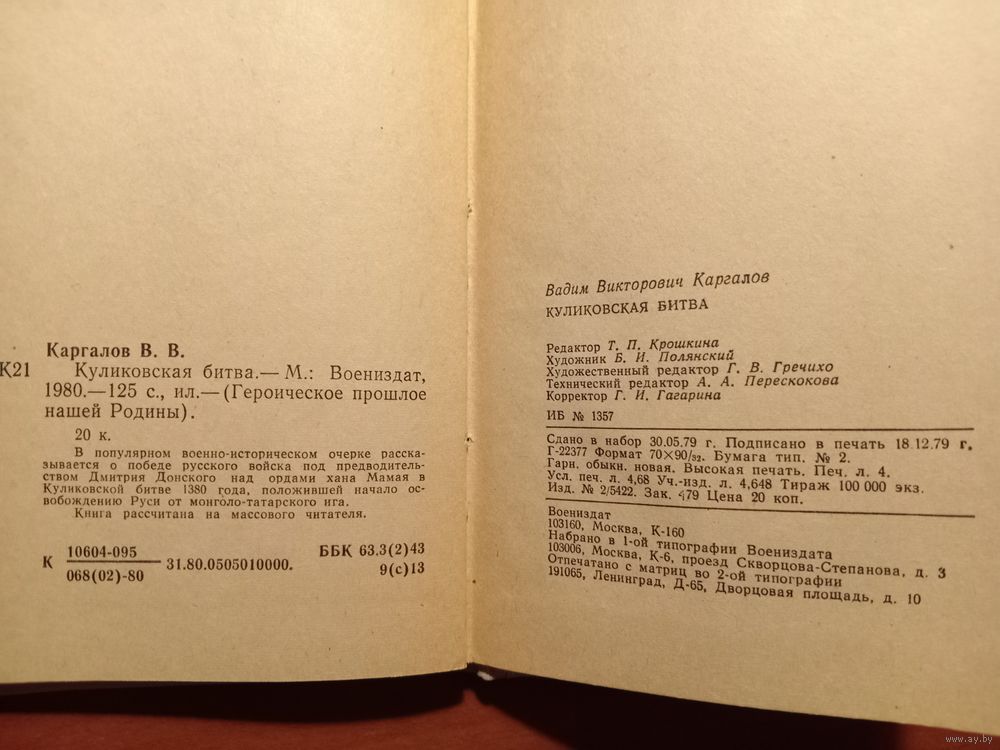 Каргалов В. В.
К21 Куликовская битва.— М.: Воениздат,
1980.—125 с., ил.—(Героическое прошлое
нашей Родины).
20 к.
В популярном военно-историческом очерке расска-
зывается о победе русского войска под предводитель-
ством Дмитрия Донского над ордами хана Мамая в
Куликовской битве 1380 года, положившей начало ос-
вобождению Руси от монголо-татарского ига.
Книга рассчитана на массового читателя.
К 10604-095
068(02)-80 31.80.0505010000.
ББК 63.3(2)43
9(с)13
Вадим Викторович Каргалов
КУЛИКОВСКАЯ БИТВА
Редактор Т. П. Крошкина
Художник Б. И. Полянский
Художественный редактор Г. В. Гречихо
Технический редактор А. А. Перескокова
Корректор Г. И. Гагарина
ИБ № 1357
Сдано в набор 30.05.79 г. Подписано в печать 18.12.79 г.
Г-22377 Формат 70×90/32. Бумага тип. № 2.
Гарн. обыкн. новая. Высокая печать. Печ. л. 4.
Усл. печ. л. 4,68 Уч.-изд. л. 4,648 Тираж 100 000 экз.
Изд. № 2/5422. Зак. 479 Цена 20 коп.
Воениздат
103160, Москва, К-160
Набрано в 1-ой типографии Воениздата
103006, Москва, К-6, проезд Скворцова-Степанова, д. 3
Отпечатано с матриц во 2-ой типографии
191065, Ленинград, Д-65, Дворцовая площадь, д. 10
www.ay.by